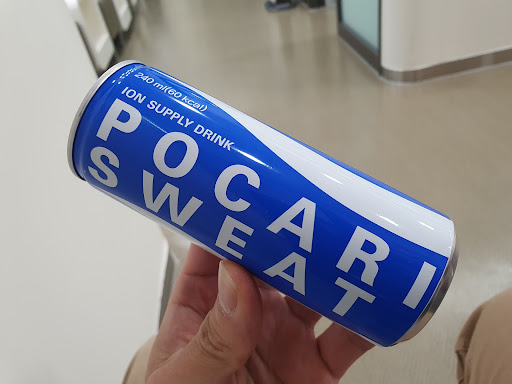 240 ml(60 kcal)
ION SUPPLY DRINK
POCARI
SWEAT